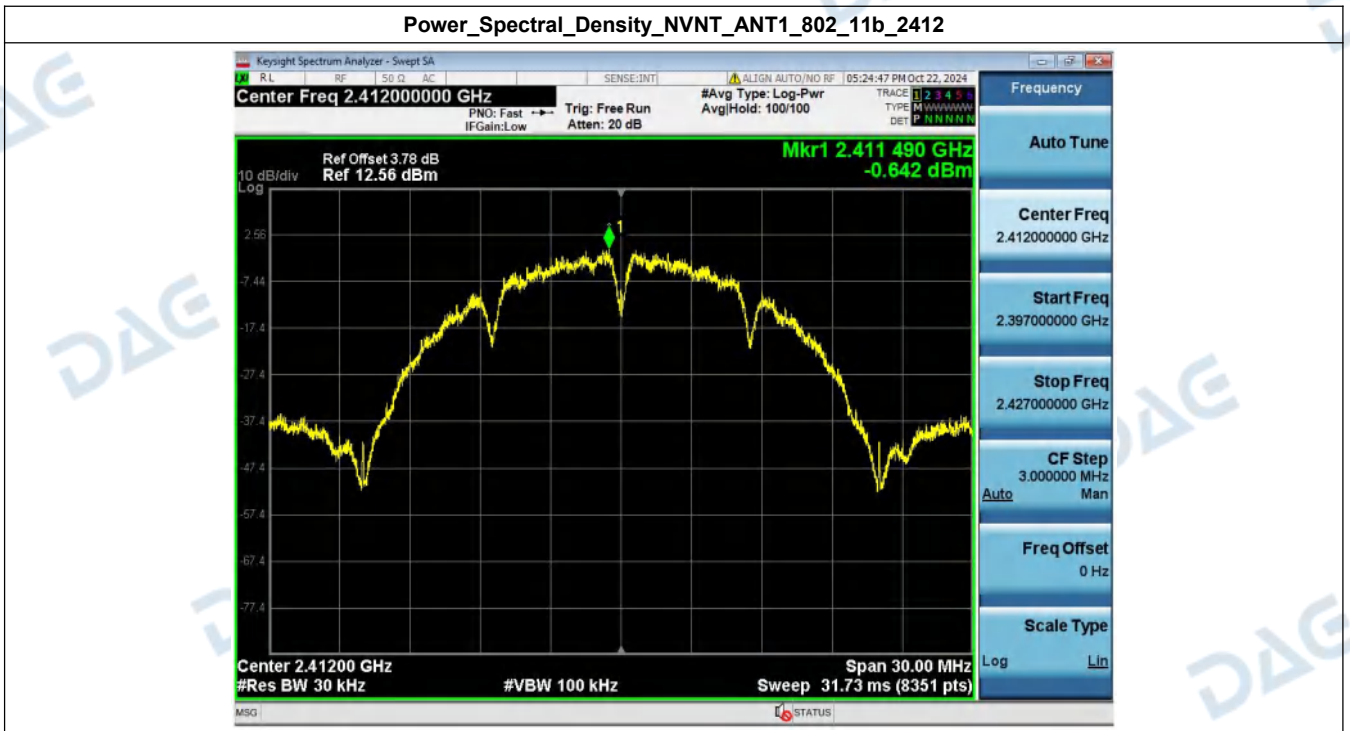 Power_Spectral_Density_NVNT_ANT1_802_11b_2412
Keysight Spectrum Analyzer - Swept SA
RL RF 50 Ω AC SENSE:INT ALIGN AUTO/NO RF 05:24:47 PM Oct 22, 2024
Center Freq 2.412000000 GHz
PNO: Fast
IFGain:Low
Trig: Free Run
Atten: 20 dB
#Avg Type: Log-Pwr
Avg|Hold: 100/100
TRACE 1 2 3 4 5 6
TYPE M WWWWW
DET P NNNNN
Mkr1 2.411 490 GHz
-0.642 dBm
Ref Offset 3.78 dB
10 dB/div Ref 12.56 dBm
Log
1
2.56
-7.44
-17.4
-27.4
-37.4
-47.4
-57.4
-67.4
-77.4
Center 2.41200 GHz Span 30.00 MHz
#Res BW 30 kHz #VBW 100 kHz Sweep 31.73 ms (8351 pts)
MSG STATUS
Frequency
Auto Tune
Center Freq
2.412000000 GHz
Start Freq
2.397000000 GHz
Stop Freq
2.427000000 GHz
CF Step
3.000000 MHz
Auto Man
Freq Offset
0 Hz
Scale Type
Log Lin
DAE
DAE
DAE